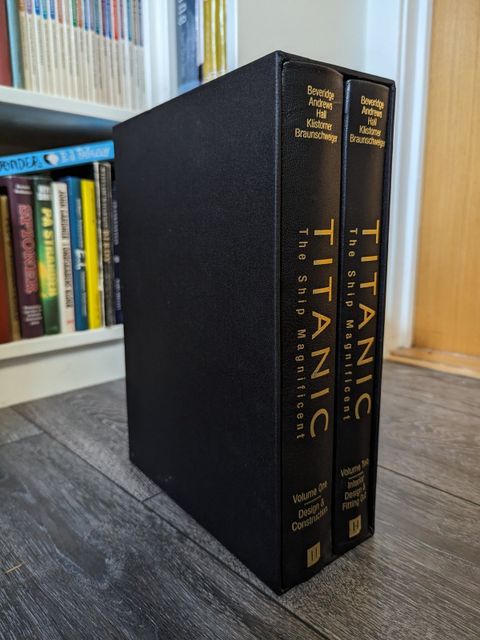 Beveridge
Andrews
Hall
Klistorner
Braunschweiger
TITANIC
The Ship Magnificent
Volume One
Design &
Construction
Beveridge
Andrews
Hall
Klistorner
Braunschweiger
TITANIC
The Ship Magnificent
Volume Two
Interior
Design &
Fitting Out